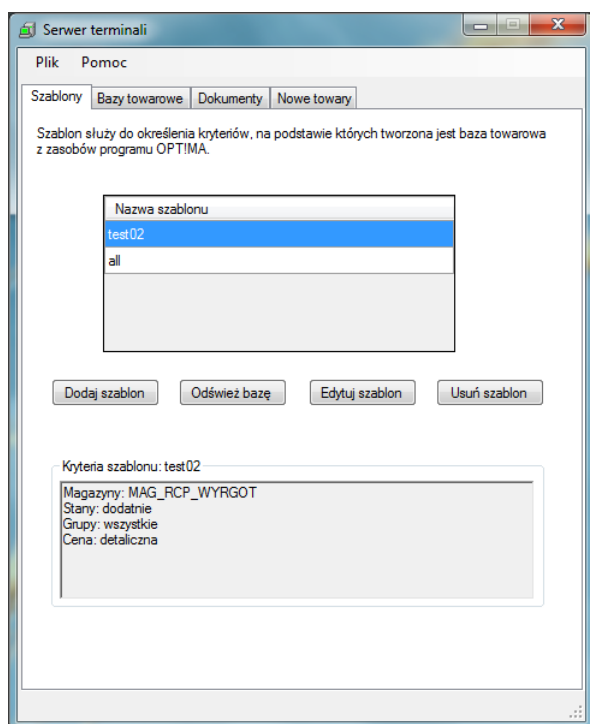 Serwer terminali
Plik Pomoc
Szablony Bazy towarowe Dokumenty Nowe towary
Szablon służy do określenia kryteriów, na podstawie których tworzona jest baza towarowa
z zasobów programu OPT!MA.
Nazwa szablonu
test02
all
Dodaj szablon Odśwież bazę Edytuj szablon Usuń szablon
Kryteria szablonu: test02
Magazyny: MAG_RCP_WYRGOT
Stany: dodatnie
Grupy: wszystkie
Cena: detaliczna